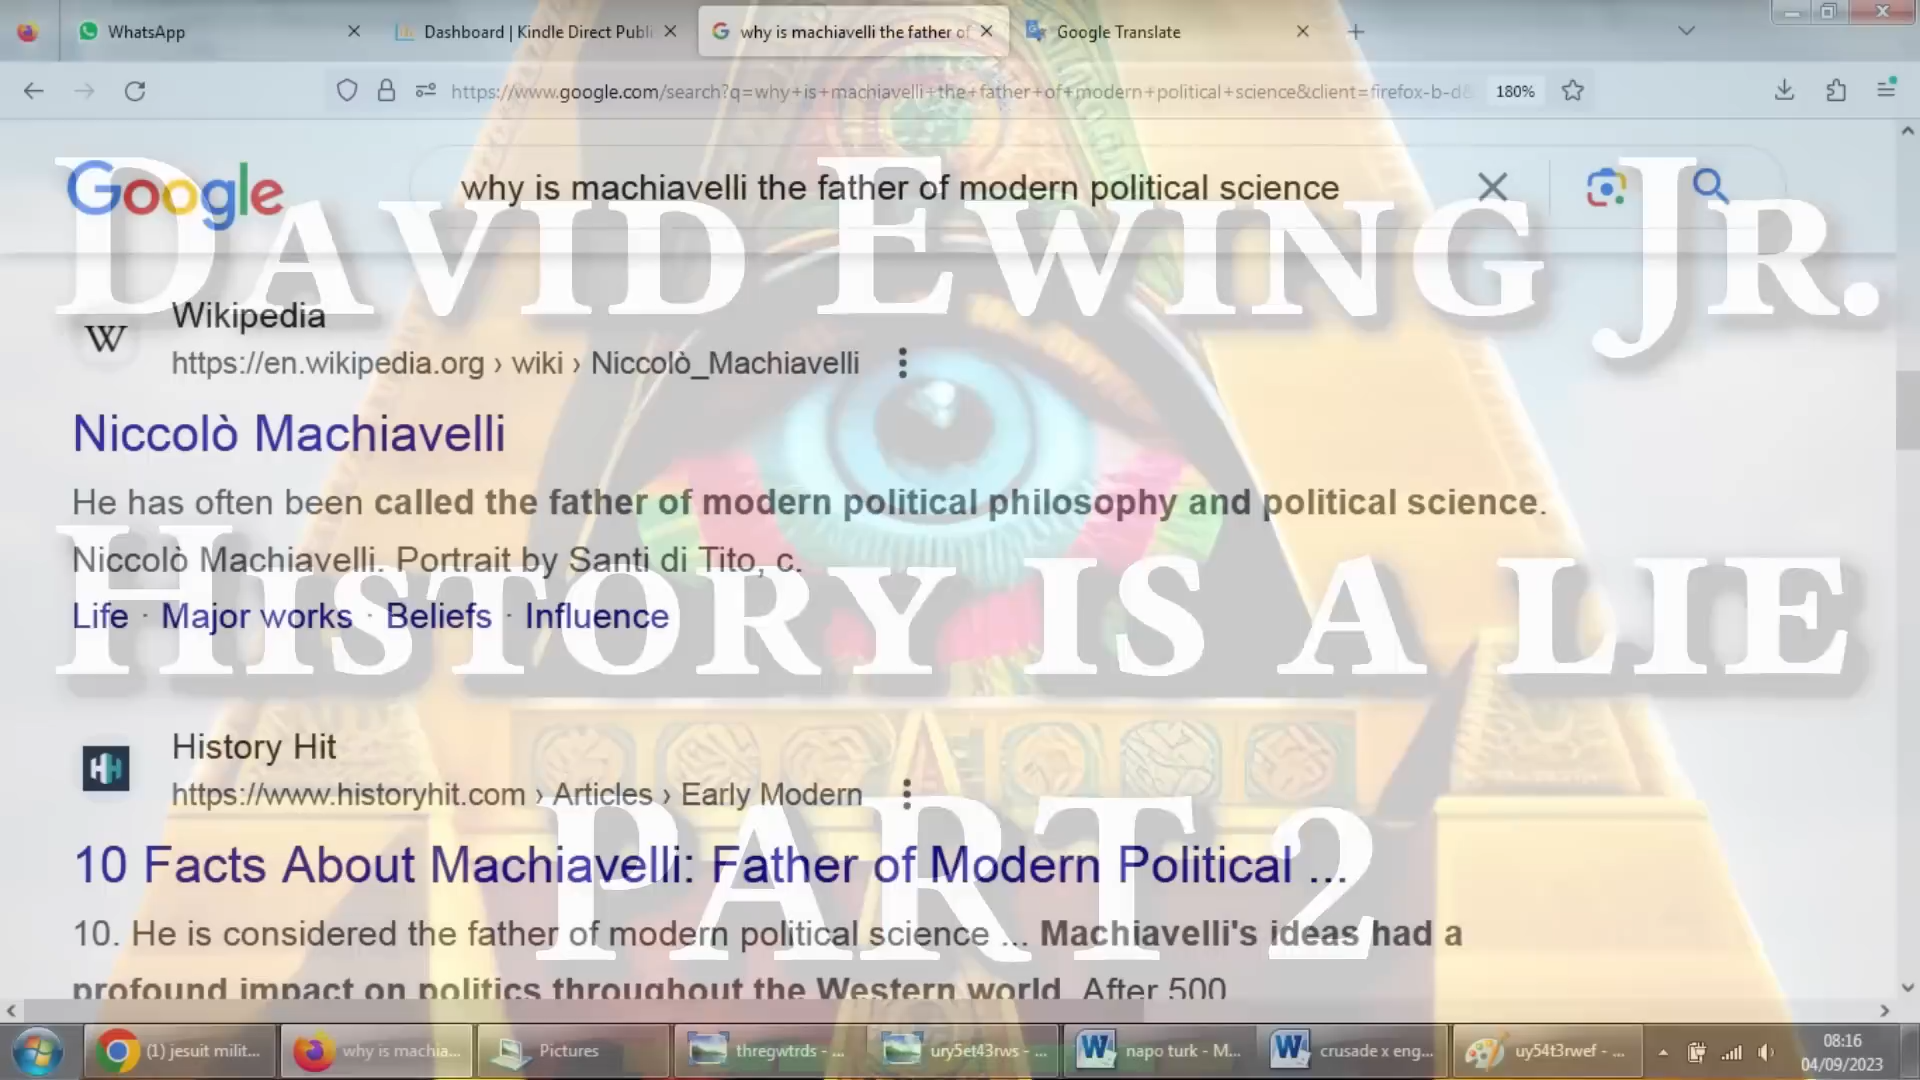 WhatsApp
Dashboard | Kindle Direct Publi
why is machiavelli the father of
Google Translate
https://www.google.com/search?q=why+is+machiavelli+the+father+of+modern+political+science&client=firefox-b-d&
180%
Google
why is machiavelli the father of modern political science
David Ewing Jr.
Wikipedia
https://en.wikipedia.org › wiki › Niccolò_Machiavelli
Niccolò Machiavelli
He has often been called the father of modern political philosophy and political science.
Niccolò Machiavelli. Portrait by Santi di Tito, c.
Life · Major works · Beliefs · Influence
History is a lie
History Hit
https://www.historyhit.com › Articles › Early Modern
10 Facts About Machiavelli: Father of Modern Political ...
Part 2
10. He is considered the father of modern political science ... Machiavelli's ideas had a
profound impact on politics throughout the Western world. After 500
(1) jesuit milit...
why is machia...
Pictures
thregwtrds - ...
ury5et43rws - ...
napo turk - M...
crusade x eng...
uy54t3rwef - ...
08:16
04/09/2023